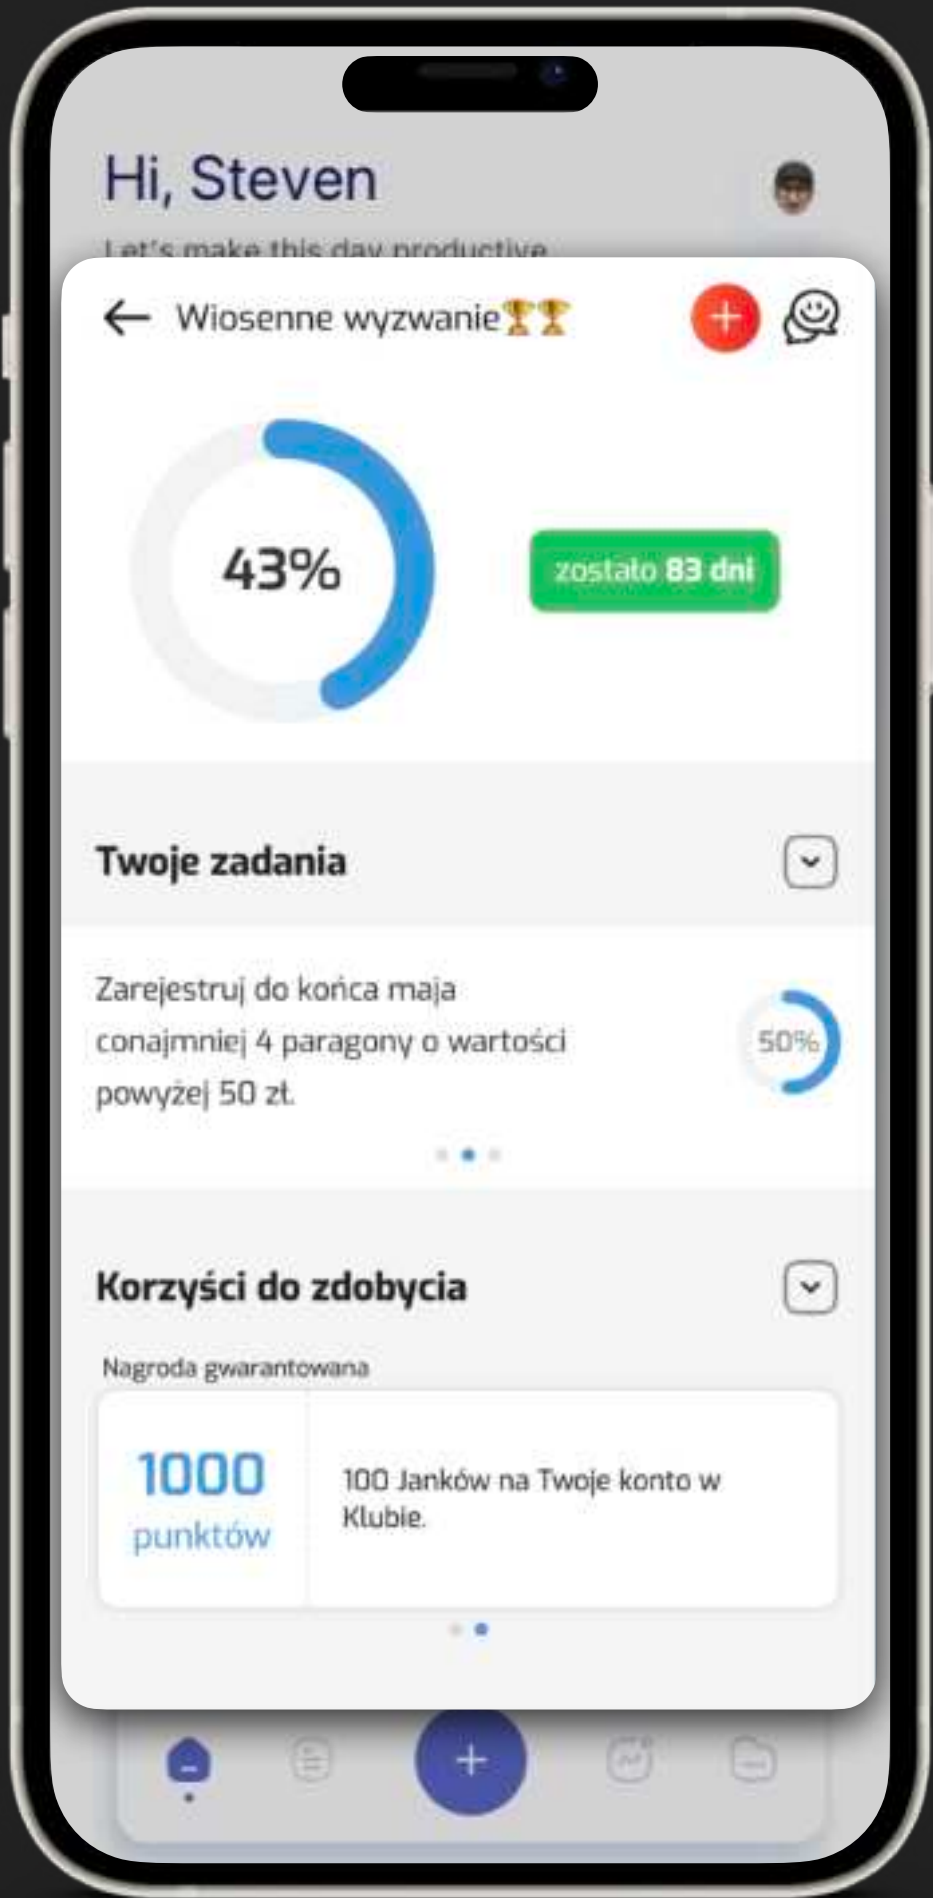 Hi, Steven
Let's make this day productive
Wiosenne wyzwanie🏆🏆
43%
zostało 83 dni
Twoje zadania
Zarejestruj do końca maja
conajmniej 4 paragony o wartości
powyżej 50 zł.
50%
Korzyści do zdobycia
Nagroda gwarantowana
1000
punktów
100 Janków na Twoje konto w
Klubie.